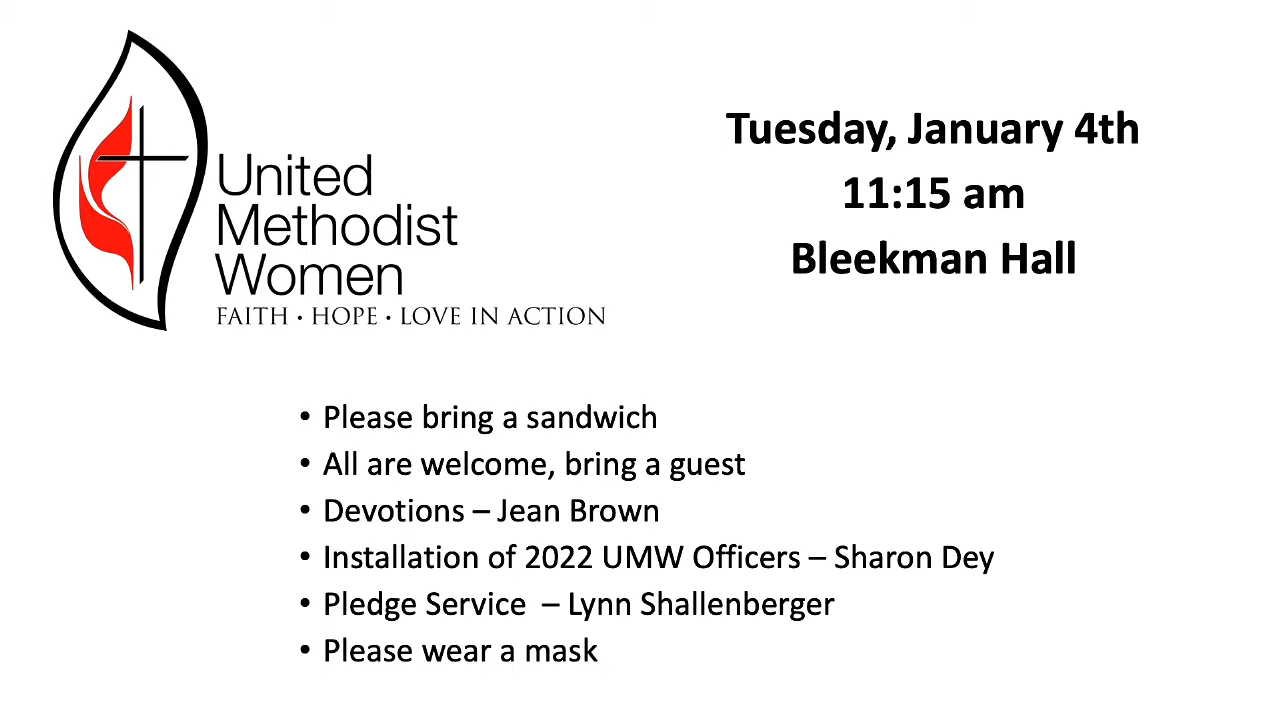 United
Methodist
Women
FAITH • HOPE • LOVE IN ACTION
Tuesday, January 4th
11:15 am
Bleekman Hall
• Please bring a sandwich
• All are welcome, bring a guest
• Devotions – Jean Brown
• Installation of 2022 UMW Officers – Sharon Dey
• Pledge Service – Lynn Shallenberger
• Please wear a mask